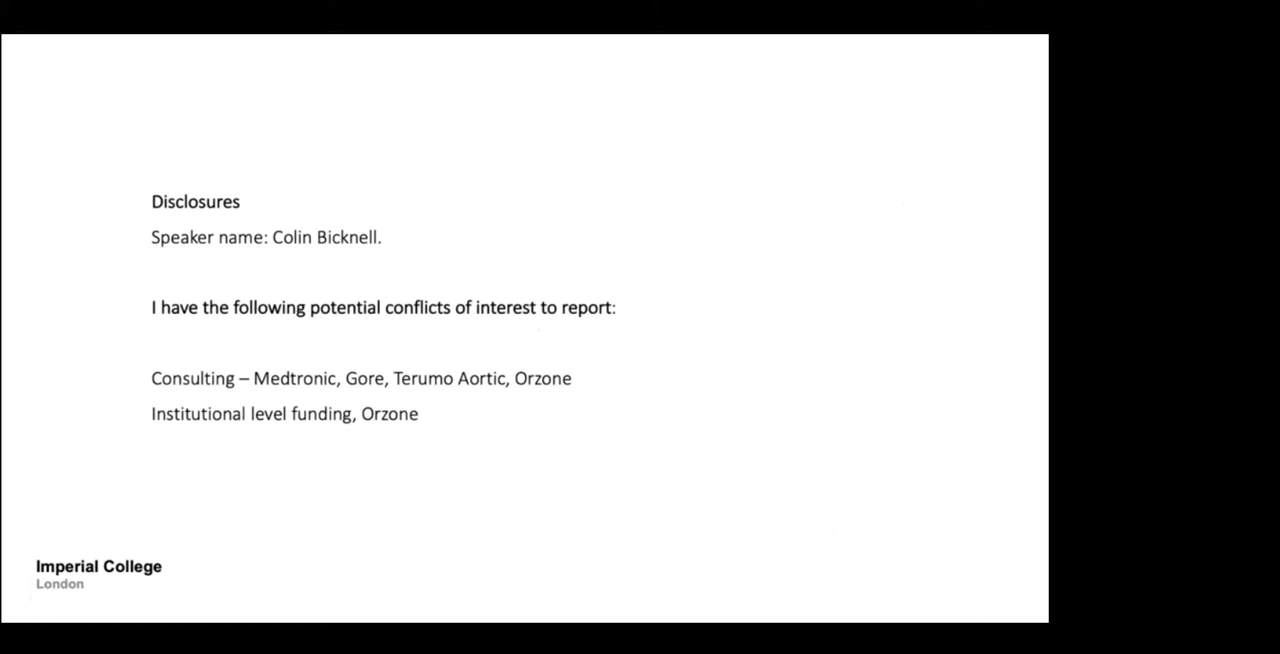 Disclosures
Speaker name: Colin Bicknell.
I have the following potential conflicts of interest to report:
Consulting – Medtronic, Gore, Terumo Aortic, Orzone
Institutional level funding, Orzone
Imperial College
London